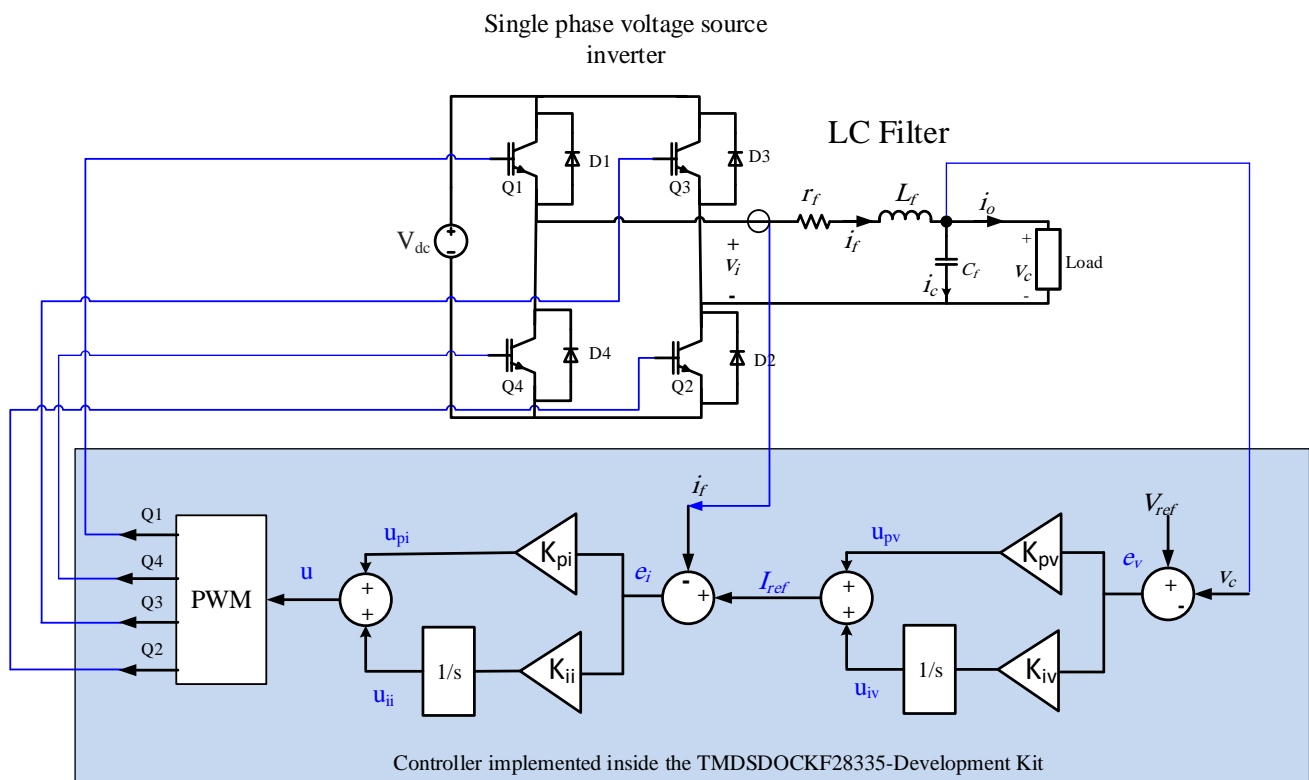 Single phase voltage source
inverter
LC Filter
D1
D3
Q1
Q3
r_f
L_f
i_o
V_dc
+
-
+
v_i
-
i_f
i_c
C_f
+
v_c
-
Load
D4
D2
Q4
Q2
i_f
V_ref
Q1
Q4
Q3
Q2
PWM
u
u_pi
K_pi
+
+
e_i
-
+
I_ref
u_pv
K_pv
+
+
e_v
+
-
v_c
u_ii
1/s
K_ii
u_iv
1/s
K_iv
Controller implemented inside the TMDSDOCKF28335-Development Kit